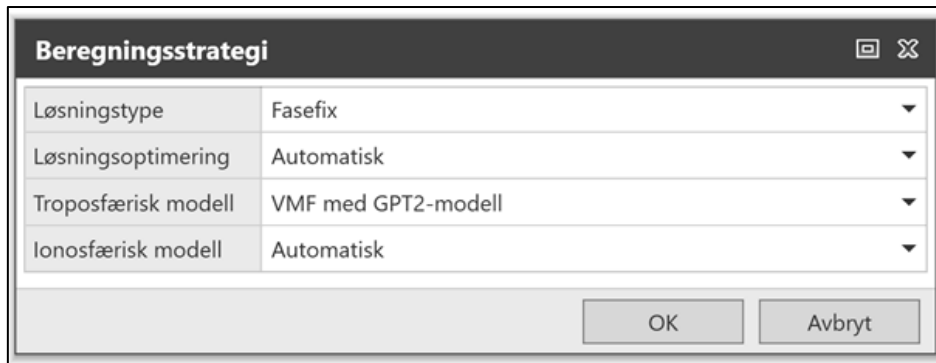 Beregningsstrategi
Løsningstype Fasefix
Løsningsoptimering Automatisk
Troposfærisk modell VMF med GPT2-modell
Ionosfærisk modell Automatisk
OK Avbryt